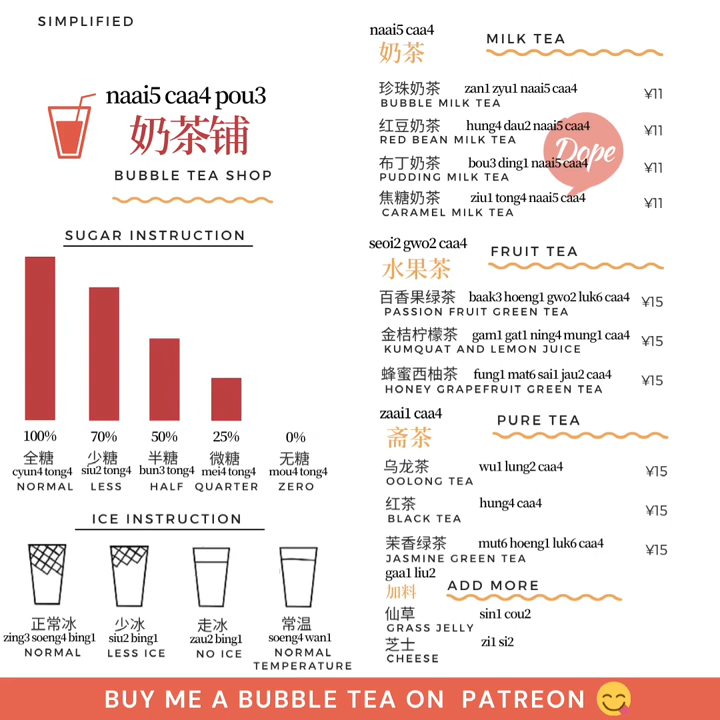 SIMPLIFIED
naai5 caa4 pou3
奶茶铺
BUBBLE TEA SHOP
SUGAR INSTRUCTION
100% 70% 50% 25% 0%
全糖 少糖 半糖 微糖 无糖
cyun4 tong4 siu2 tong4 bun3 tong4 mei4 tong4 mou4 tong4
NORMAL LESS HALF QUARTER ZERO
ICE INSTRUCTION
正常冰 少冰 走冰 常温
zing3 soeng4 bing1 siu2 bing1 zau2 bing1 soeng4 wan1
NORMAL LESS ICE NO ICE NORMAL
TEMPERATURE
naai5 caa4
奶茶 MILK TEA
珍珠奶茶 zan1 zyu1 naai5 caa4 ¥11
BUBBLE MILK TEA
红豆奶茶 hung4 dau2 naai5 caa4 ¥11
RED BEAN MILK TEA
Dope
布丁奶茶 bou3 ding1 naai5 caa4 ¥11
PUDDING MILK TEA
焦糖奶茶 ziu1 tong4 naai5 caa4 ¥11
CARAMEL MILK TEA
seoi2 gwo2 caa4
水果茶 FRUIT TEA
百香果绿茶 baak3 hoeng1 gwo2 luk6 caa4 ¥15
PASSION FRUIT GREEN TEA
金桔柠檬茶 gam1 gat1 ning4 mung1 caa4 ¥15
KUMQUAT AND LEMON JUICE
蜂蜜西柚茶 fung1 mat6 sai1 jau2 caa4 ¥15
HONEY GRAPEFRUIT GREEN TEA
zaai1 caa4
斋茶 PURE TEA
乌龙茶 wu1 lung2 caa4 ¥15
OOLONG TEA
红茶 hung4 caa4 ¥15
BLACK TEA
茉香绿茶 mut6 hoeng1 luk6 caa4 ¥15
JASMINE GREEN TEA
gaa1 liu2
加料 ADD MORE
仙草 sin1 cou2
GRASS JELLY
芝士 zi1 si2
CHEESE
BUY ME A BUBBLE TEA ON PATREON 😋